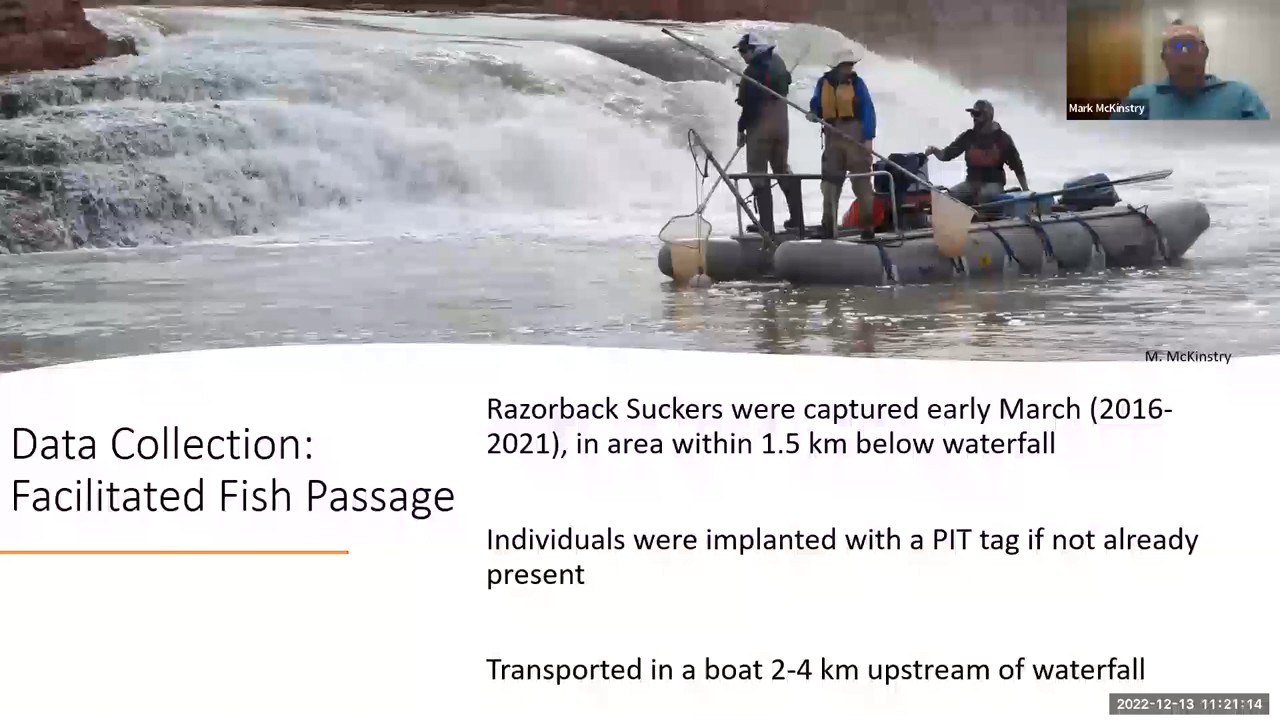 Mark McKinstry
M. McKinstry
Data Collection:
Facilitated Fish Passage
Razorback Suckers were captured early March (2016-
2021), in area within 1.5 km below waterfall
Individuals were implanted with a PIT tag if not already
present
Transported in a boat 2-4 km upstream of waterfall
2022-12-13 11:21:14